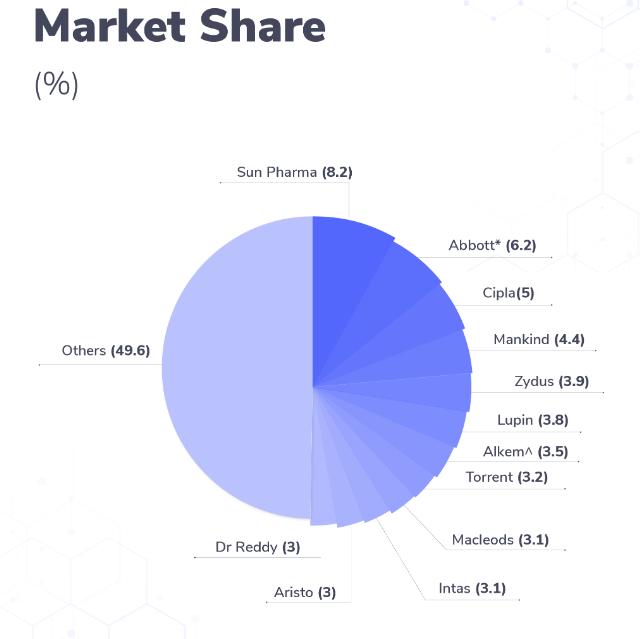 Market Share
(%)
Sun Pharma (8.2)
Abbott* (6.2)
Cipla(5)
Mankind (4.4)
Others (49.6)
Zydus (3.9)
Lupin (3.8)
Alkem^ (3.5)
Torrent (3.2)
Macleods (3.1)
Dr Reddy (3)
Intas (3.1)
Aristo (3)